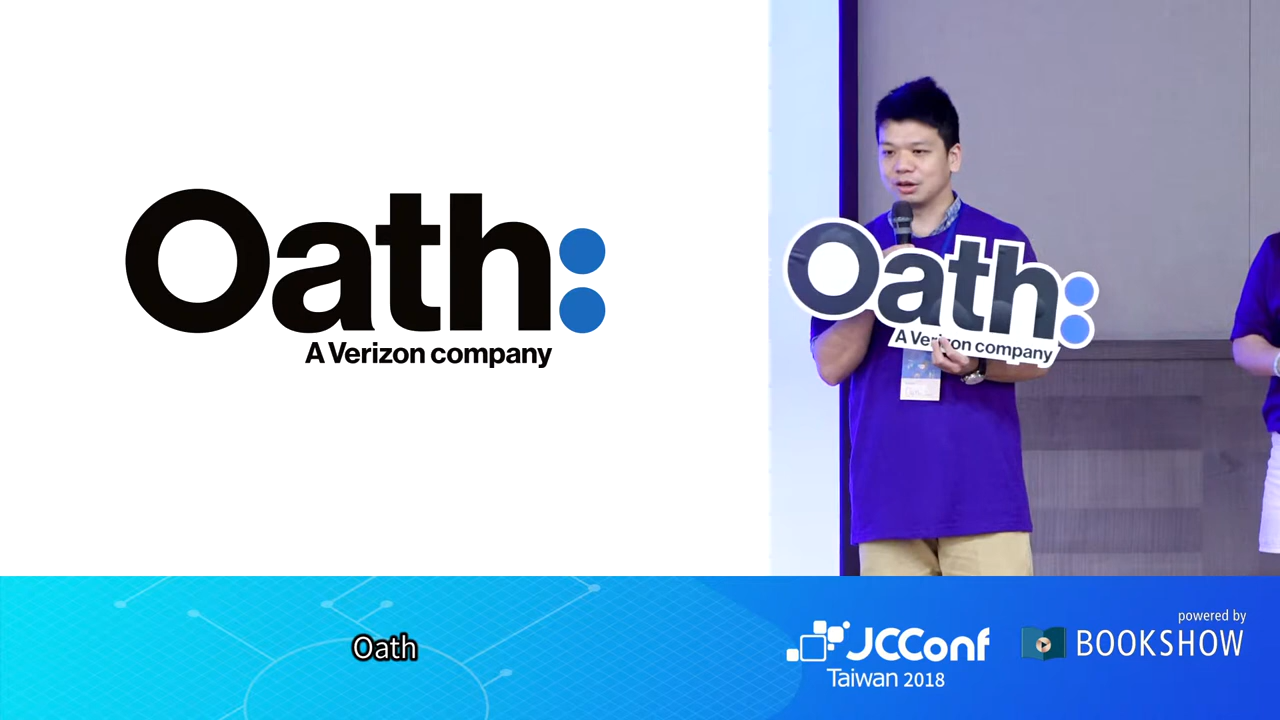 Oath:
A Verizon company
Oath:
A Verizon company
Oath
JCConf
Taiwan 2018
powered by
BOOKSHOW